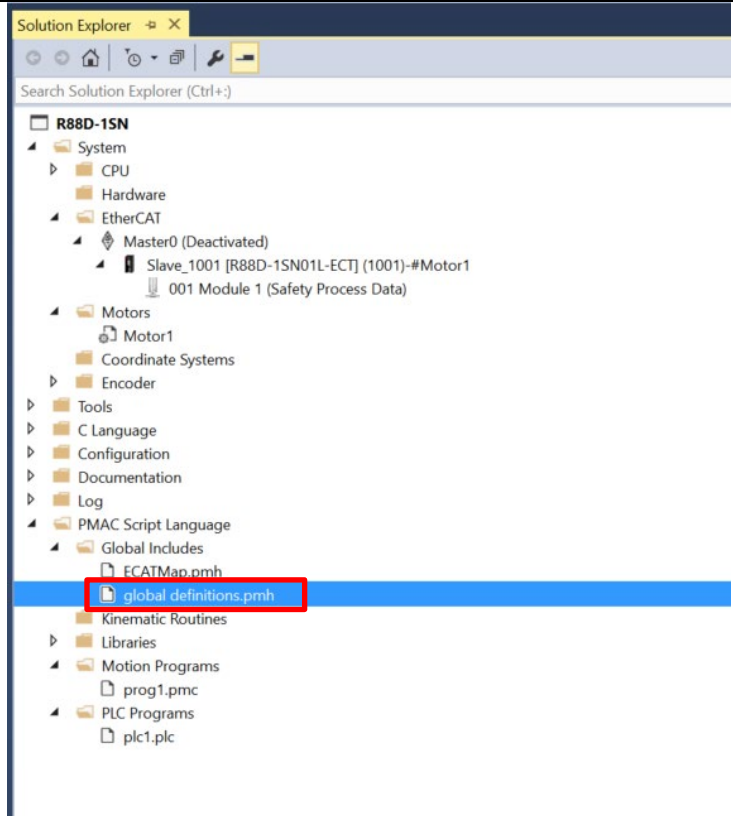 Solution Explorer
Search Solution Explorer (Ctrl+:)
R88D-1SN
System
CPU
Hardware
EtherCAT
Master0 (Deactivated)
Slave_1001 [R88D-1SN01L-ECT] (1001)-#Motor1
001 Module 1 (Safety Process Data)
Motors
Motor1
Coordinate Systems
Encoder
Tools
C Language
Configuration
Documentation
Log
PMAC Script Language
Global Includes
ECATMap.pmh
global definitions.pmh
Kinematic Routines
Libraries
Motion Programs
prog1.pmc
PLC Programs
plc1.plc